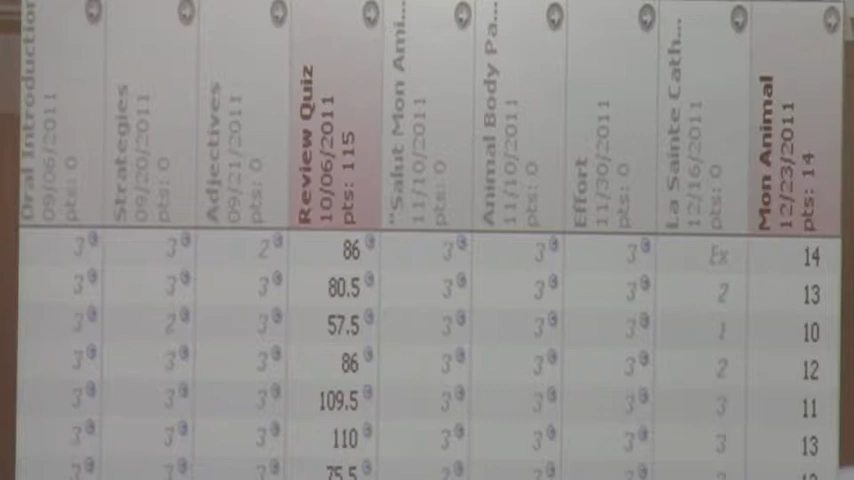 Oral Introduction
09/06/2011
pts: 0
Strategies
09/20/2011
pts: 0
Adjectives
09/21/2011
pts: 0
Review Quiz
10/06/2011
pts: 115
"Salut Mon Ami...
11/10/2011
pts: 0
Animal Body Pa...
11/10/2011
pts: 0
Effort
11/30/2011
pts: 0
La Sainte Cath...
12/16/2011
pts: 0
Mon Animal
12/23/2011
pts: 14
3 3 2 86 3 3 3 Ex 14
3 3 3 80.5 3 3 3 2 13
3 2 3 57.5 3 3 3 1 10
3 3 3 86 3 3 3 2 12
3 3 3 109.5 3 3 3 3 11
3 3 3 110 3 3 3 3 13
75.5